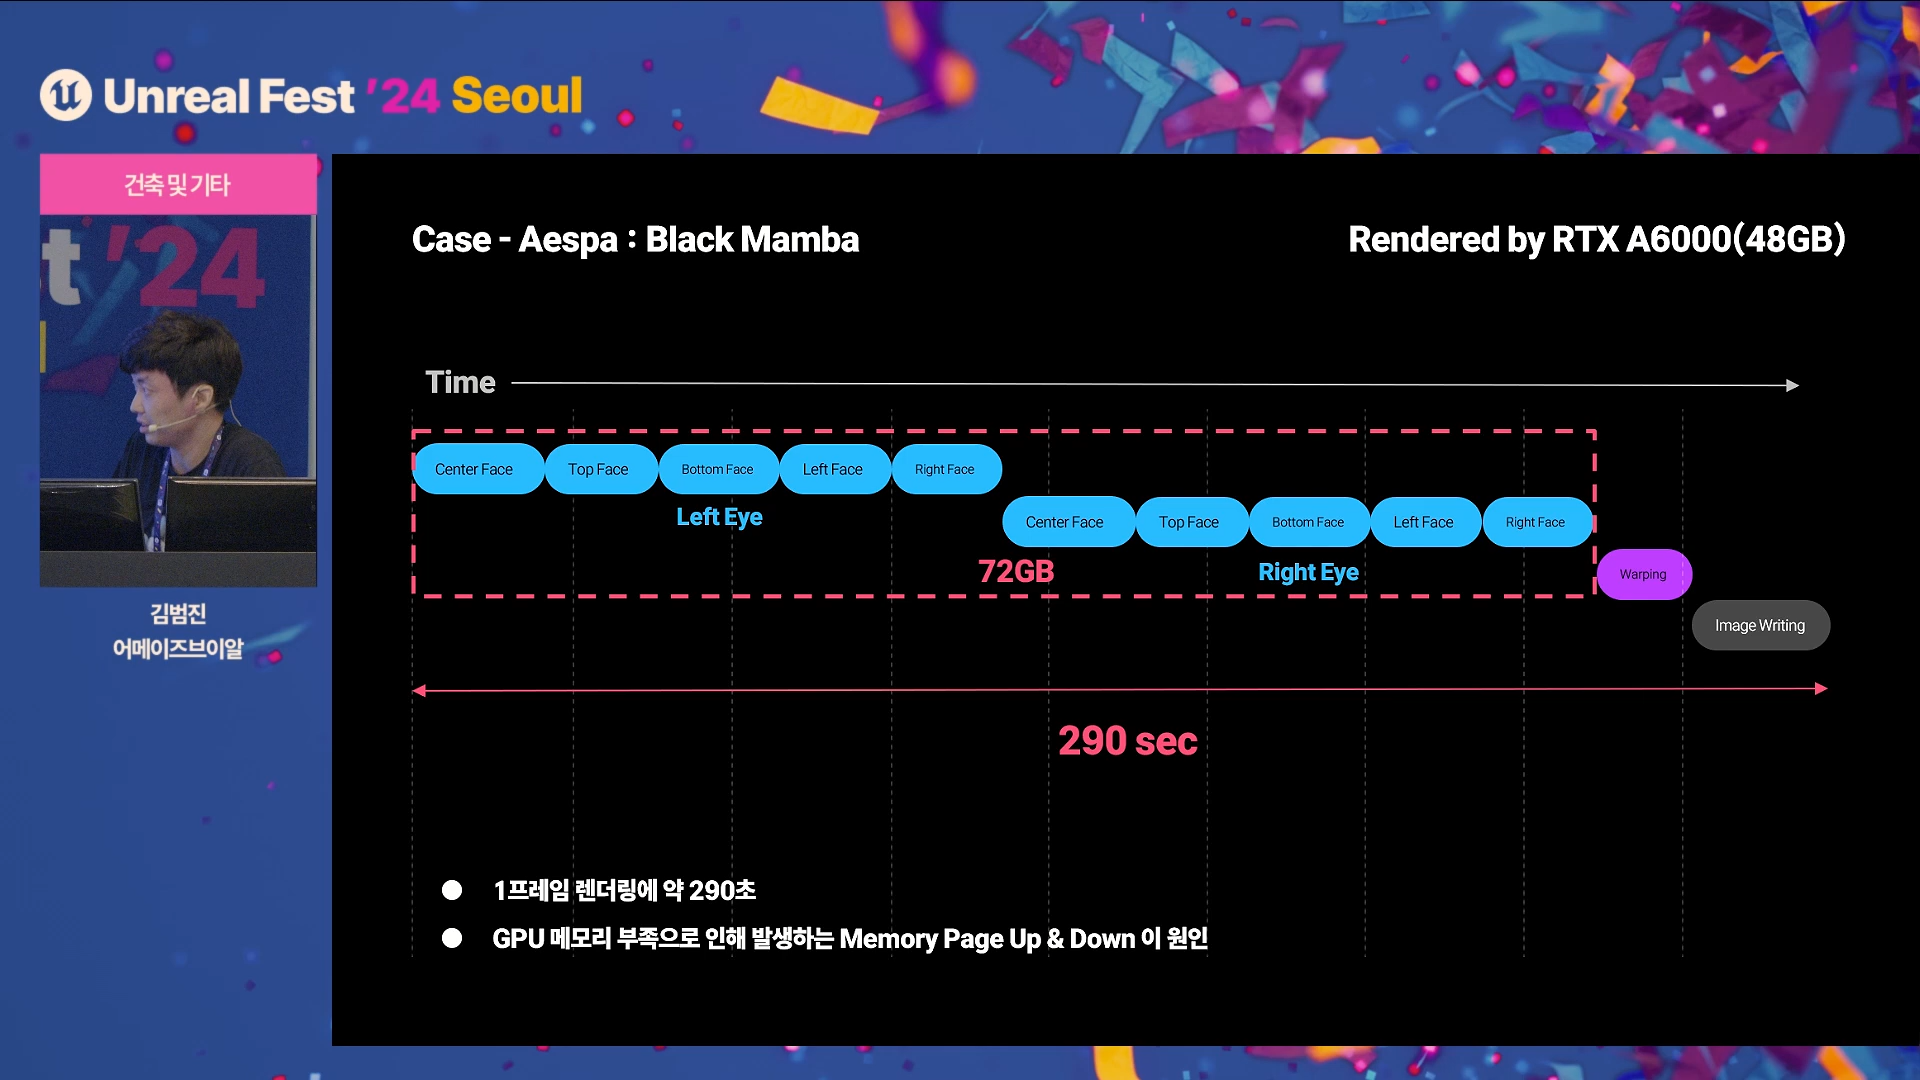 Unreal Fest '24 Seoul
건축 및 기타
t '24
김범진
어메이즈브이알
Case - Aespa : Black Mamba
Rendered by RTX A6000(48GB)
Time
Center Face
Top Face
Bottom Face
Left Face
Right Face
Left Eye
Center Face
Top Face
Bottom Face
Left Face
Right Face
72GB
Right Eye
Warping
Image Writing
290 sec
1프레임 렌더링에 약 290초
GPU 메모리 부족으로 인해 발생하는 Memory Page Up & Down 이 원인